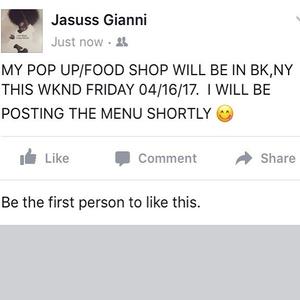 Jasuss Gianni
Just now ·
MY POP UP/FOOD SHOP WILL BE IN BK,NY
THIS WKND FRIDAY 04/16/17. I WILL BE
POSTING THE MENU SHORTLY 😋
Like Comment Share
Be the first person to like this.